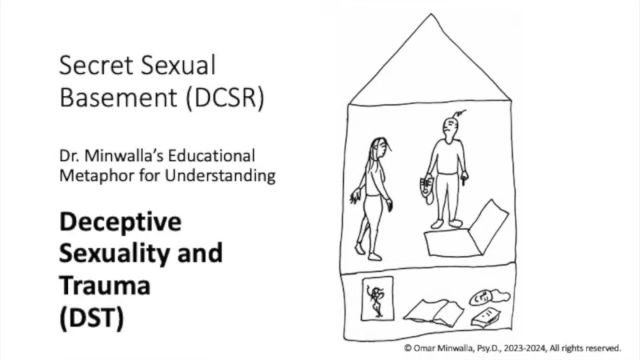 Secret Sexual
Basement (DCSR)
Dr. Minwalla’s Educational
Metaphor for Understanding
Deceptive
Sexuality and
Trauma
(DST)
© Omar Minwalla, Psy.D., 2023-2024, All rights reserved.